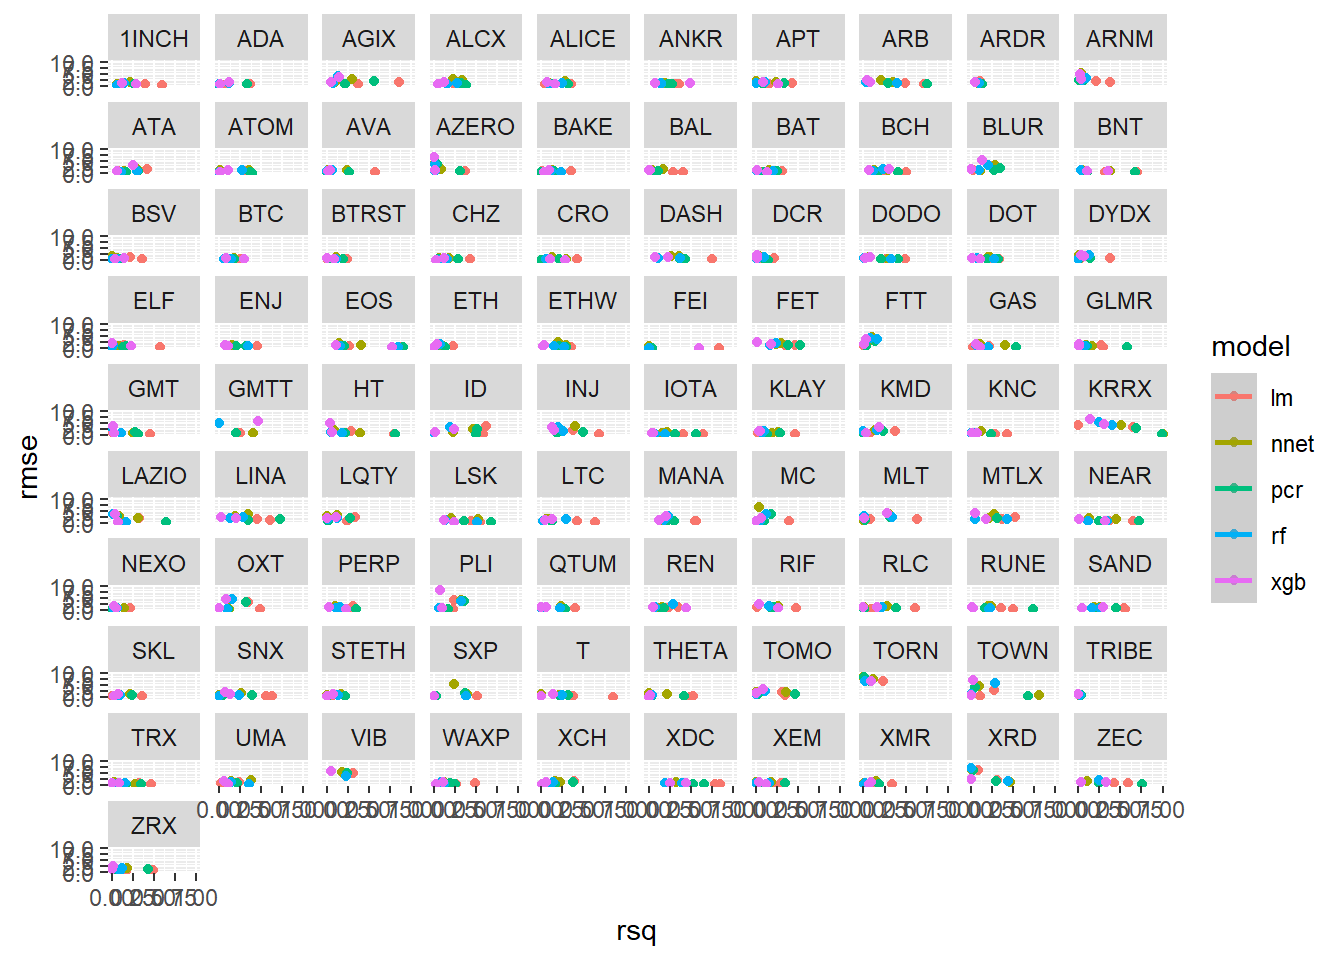 1INCH ADA AGIX ALCX ALICE ANKR APT ARB ARDR ARNM
ATA ATOM AVA AZERO BAKE BAL BAT BCH BLUR BNT
BSV BTC BTRST CHZ CRO DASH DCR DODO DOT DYDX
ELF ENJ EOS ETH ETHW FEI FET FTT GAS GLMR
GMT GMTT HT ID INJ IOTA KLAY KMD KNC KRRX
LAZIO LINA LQTY LSK LTC MANA MC MLT MTLX NEAR
NEXO OXT PERP PLI QTUM REN RIF RLC RUNE SAND
SKL SNX STETH SXP T THETA TOMO TORN TOWN TRIBE
TRX UMA VIB WAXP XCH XDC XEM XMR XRD ZEC
ZRX
rsq
rmse
model
lm
nnet
pcr
rf
xgb